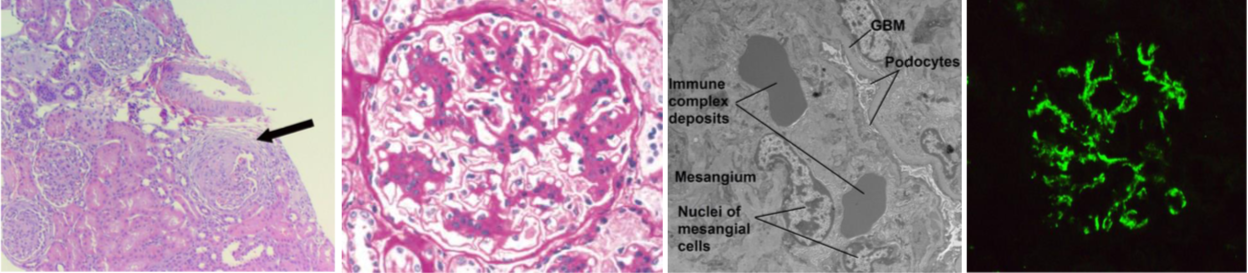 GBM
Podocytes
Immune
complex
deposits
Mesangium
Nuclei of
mesangial
cells